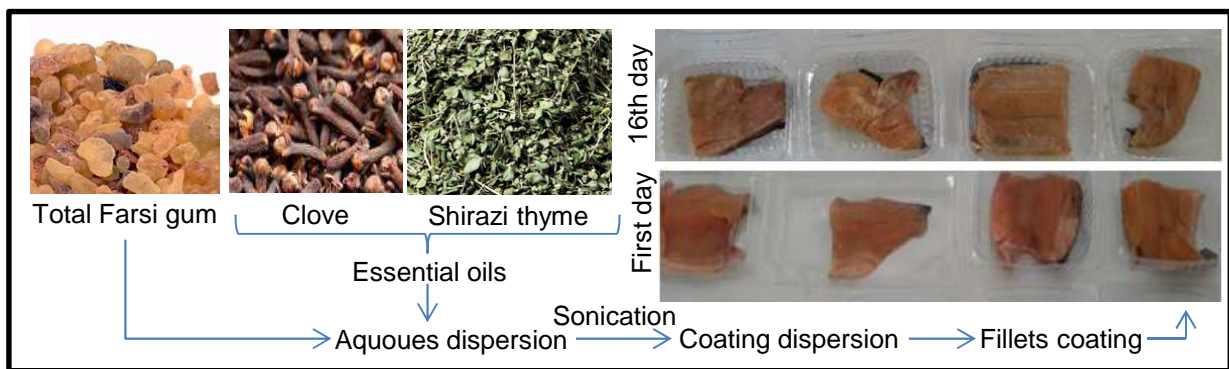 Total Farsi gum
Clove
Shirazi thyme
Essential oils
Aquoues dispersion
Sonication
Coating dispersion
Fillets coating
16th day
First day